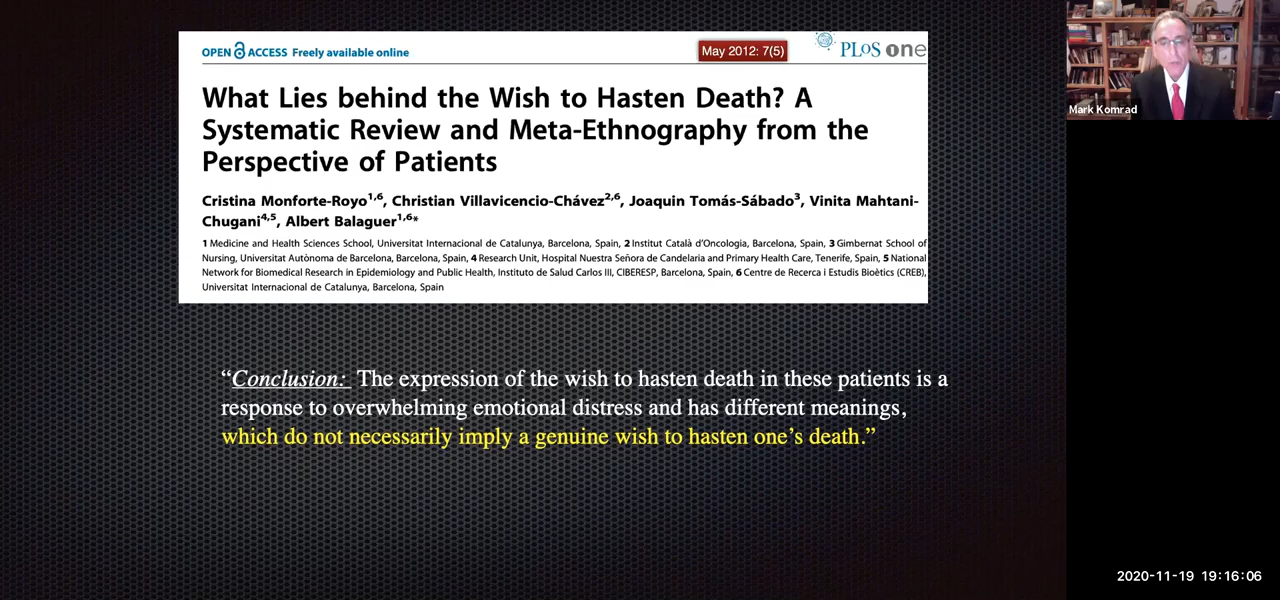 OPEN ACCESS Freely available online
May 2012: 7(5)
PLoS one
What Lies behind the Wish to Hasten Death? A
Systematic Review and Meta-Ethnography from the
Perspective of Patients
Cristina Monforte-Royo1,6, Christian Villavicencio-Chávez2,6, Joaquin Tomás-Sábado3, Vinita Mahtani-
Chugani4,5, Albert Balaguer1,6*
1 Medicine and Health Sciences School, Universitat Internacional de Catalunya, Barcelona, Spain, 2 Institut Català d'Oncologia, Barcelona, Spain, 3 Gimbernat School of
Nursing, Universitat Autònoma de Barcelona, Barcelona, Spain, 4 Research Unit, Hospital Nuestra Señora de Candelaria and Primary Health Care, Tenerife, Spain, 5 National
Network for Biomedical Research in Epidemiology and Public Health, Instituto de Salud Carlos III, CIBERESP, Barcelona, Spain, 6 Centre de Recerca i Estudis Bioètics (CREB),
Universitat Internacional de Catalunya, Barcelona, Spain
“Conclusion: The expression of the wish to hasten death in these patients is a
response to overwhelming emotional distress and has different meanings,
which do not necessarily imply a genuine wish to hasten one’s death.”
Mark Komrad
2020-11-19 19:16:06